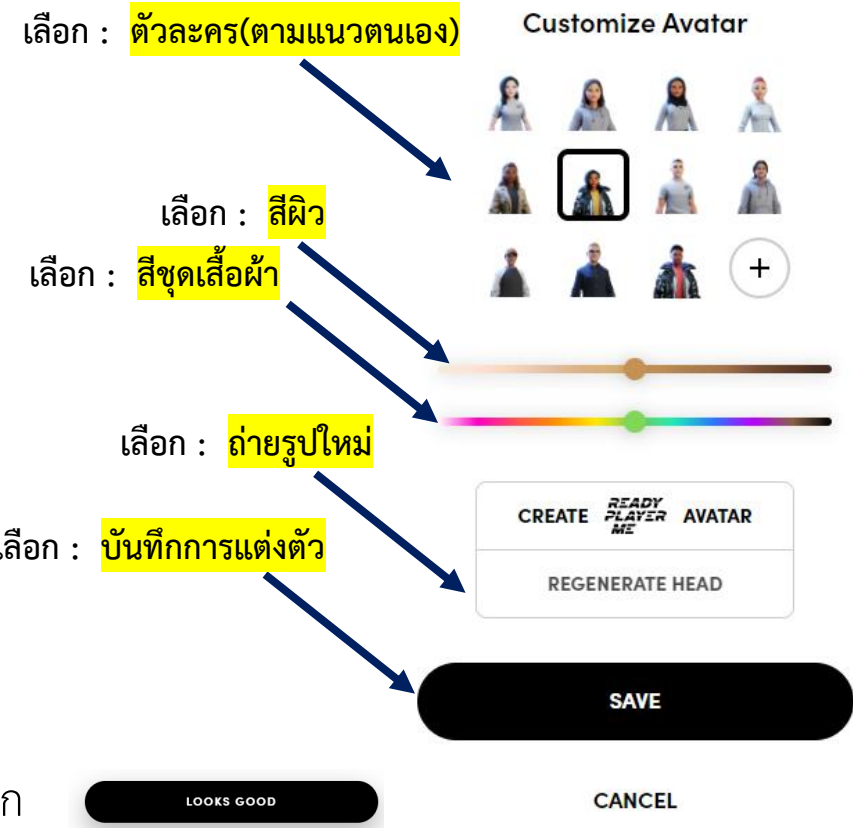 เลือก : ตัวละคร(ตามแนวตนเอง)
Customize Avatar
เลือก : สีผิว
เลือก : สีชุดเสื้อผ้า
+
เลือก : ถ่ายรูปใหม่
CREATE READY PLAYER ME AVATAR
ลือก : บันทึกการแต่งตัว
REGENERATE HEAD
SAVE
ก
LOOKS GOOD
CANCEL